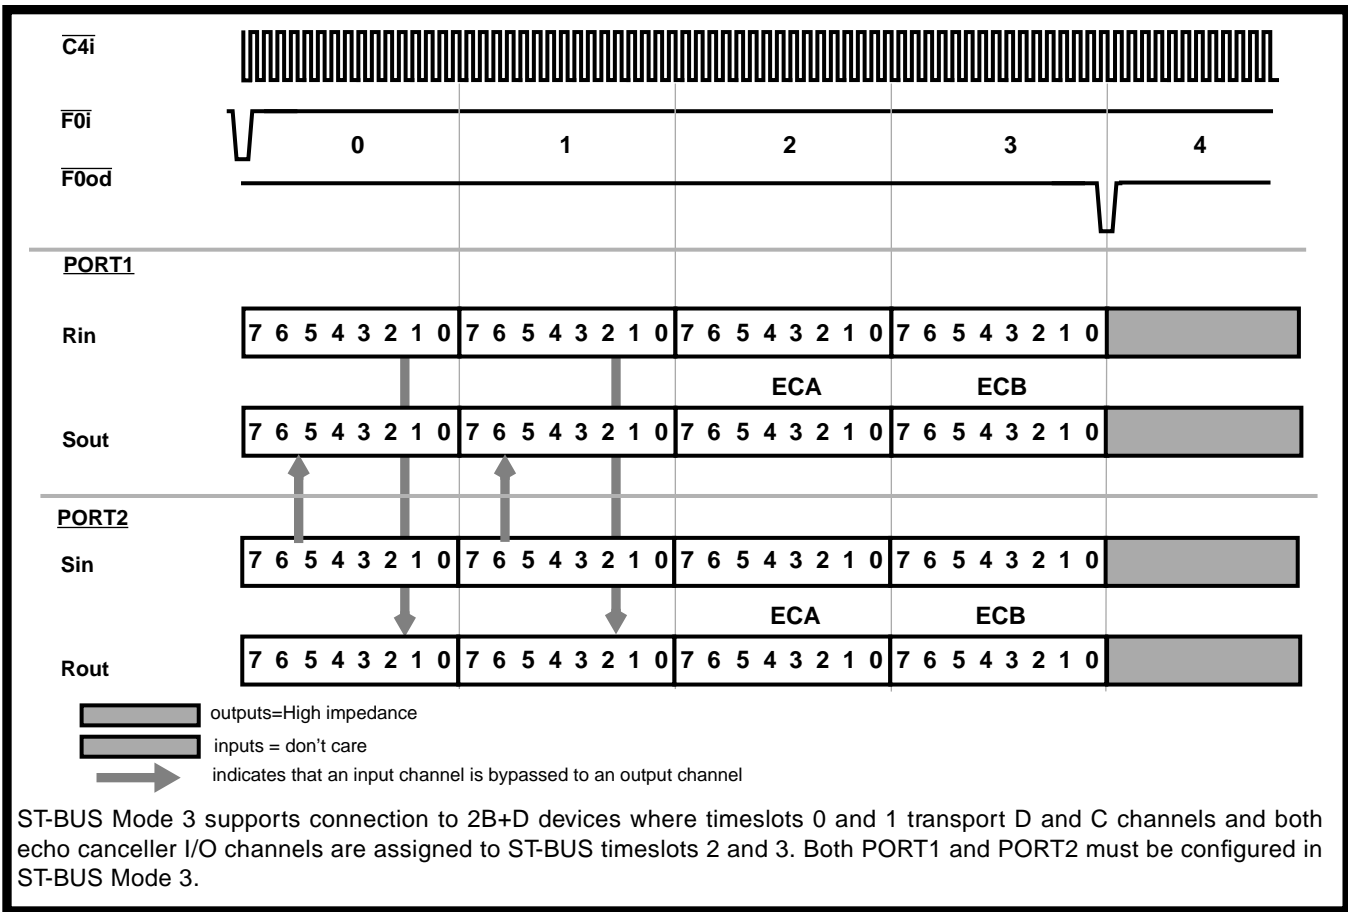 C4i
F0i
0 1 2 3 4
F0od
PORT1
Rin 7 6 5 4 3 2 1 0 7 6 5 4 3 2 1 0 7 6 5 4 3 2 1 0 7 6 5 4 3 2 1 0
ECA ECB
Sout 7 6 5 4 3 2 1 0 7 6 5 4 3 2 1 0 7 6 5 4 3 2 1 0 7 6 5 4 3 2 1 0
PORT2
Sin 7 6 5 4 3 2 1 0 7 6 5 4 3 2 1 0 7 6 5 4 3 2 1 0 7 6 5 4 3 2 1 0
ECA ECB
Rout 7 6 5 4 3 2 1 0 7 6 5 4 3 2 1 0 7 6 5 4 3 2 1 0 7 6 5 4 3 2 1 0
outputs=High impedance
inputs = don't care
indicates that an input channel is bypassed to an output channel
ST-BUS Mode 3 supports connection to 2B+D devices where timeslots 0 and 1 transport D and C channels and both
echo canceller I/O channels are assigned to ST-BUS timeslots 2 and 3. Both PORT1 and PORT2 must be configured in
ST-BUS Mode 3.